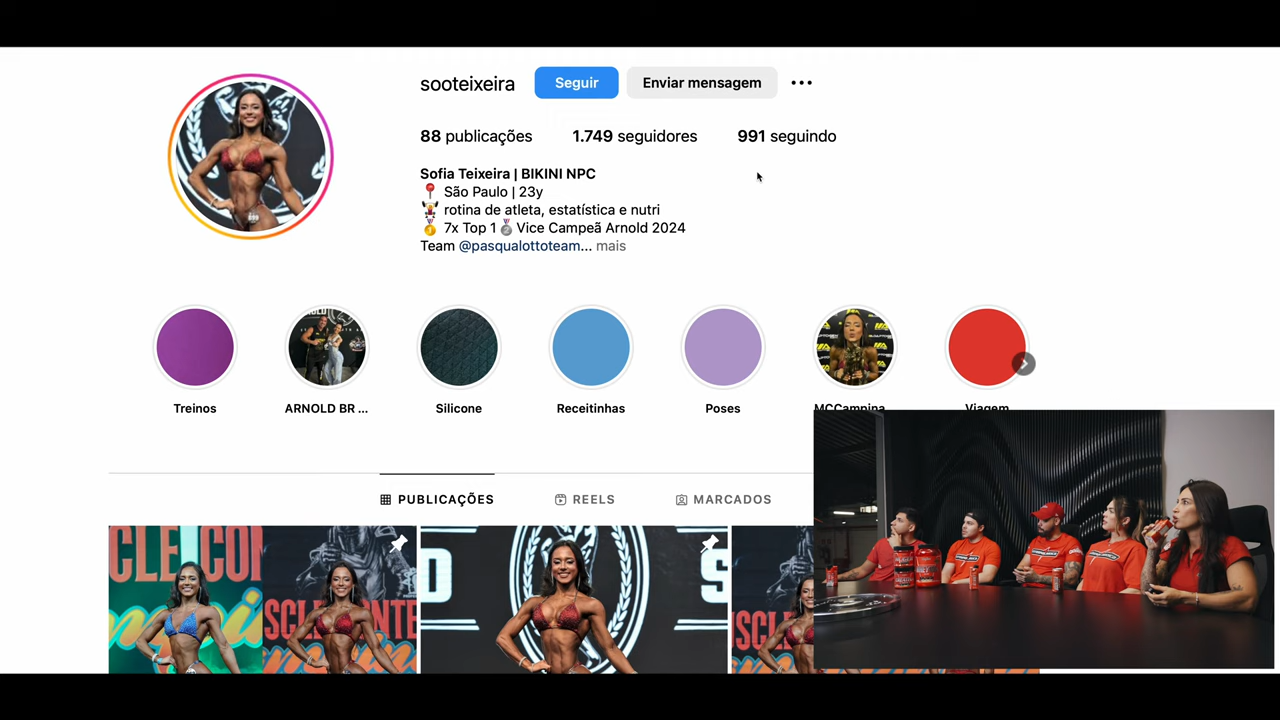 sooteixeira
Seguir
Enviar mensagem
88 publicações
1.749 seguidores
991 seguindo
Sofia Teixeira | BIKINI NPC
São Paulo | 23y
rotina de atleta, estatística e nutri
7x Top 1 Vice Campeã Arnold 2024
Team @pasqualottoteam... mais
Treinos
ARNOLD BR ...
Silicone
Receitinhas
Poses
MCCampina
Viagem
PUBLICAÇÕES
REELS
MARCADOS